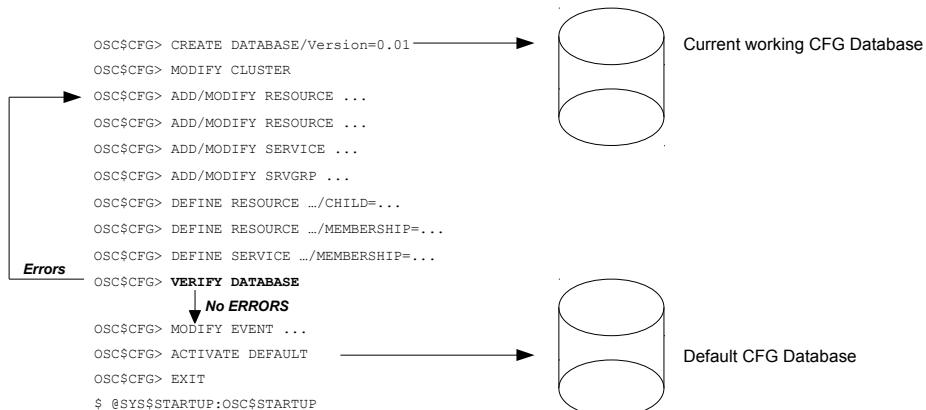 OSC$CFG> CREATE DATABASE/Version=0.01
Current working CFG Database
OSC$CFG> MODIFY CLUSTER
OSC$CFG> ADD/MODIFY RESOURCE ...
OSC$CFG> ADD/MODIFY RESOURCE ...
OSC$CFG> ADD/MODIFY SERVICE ...
OSC$CFG> ADD/MODIFY SRVGRP ...
OSC$CFG> DEFINE RESOURCE …/CHILD=...
OSC$CFG> DEFINE RESOURCE …/MEMBERSHIP=...
OSC$CFG> DEFINE SERVICE …/MEMBERSHIP=...
Errors
OSC$CFG> VERIFY DATABASE
No ERRORS
OSC$CFG> MODIFY EVENT ...
OSC$CFG> ACTIVATE DEFAULT
Default CFG Database
OSC$CFG> EXIT
$ @SYS$STARTUP:OSC$STARTUP